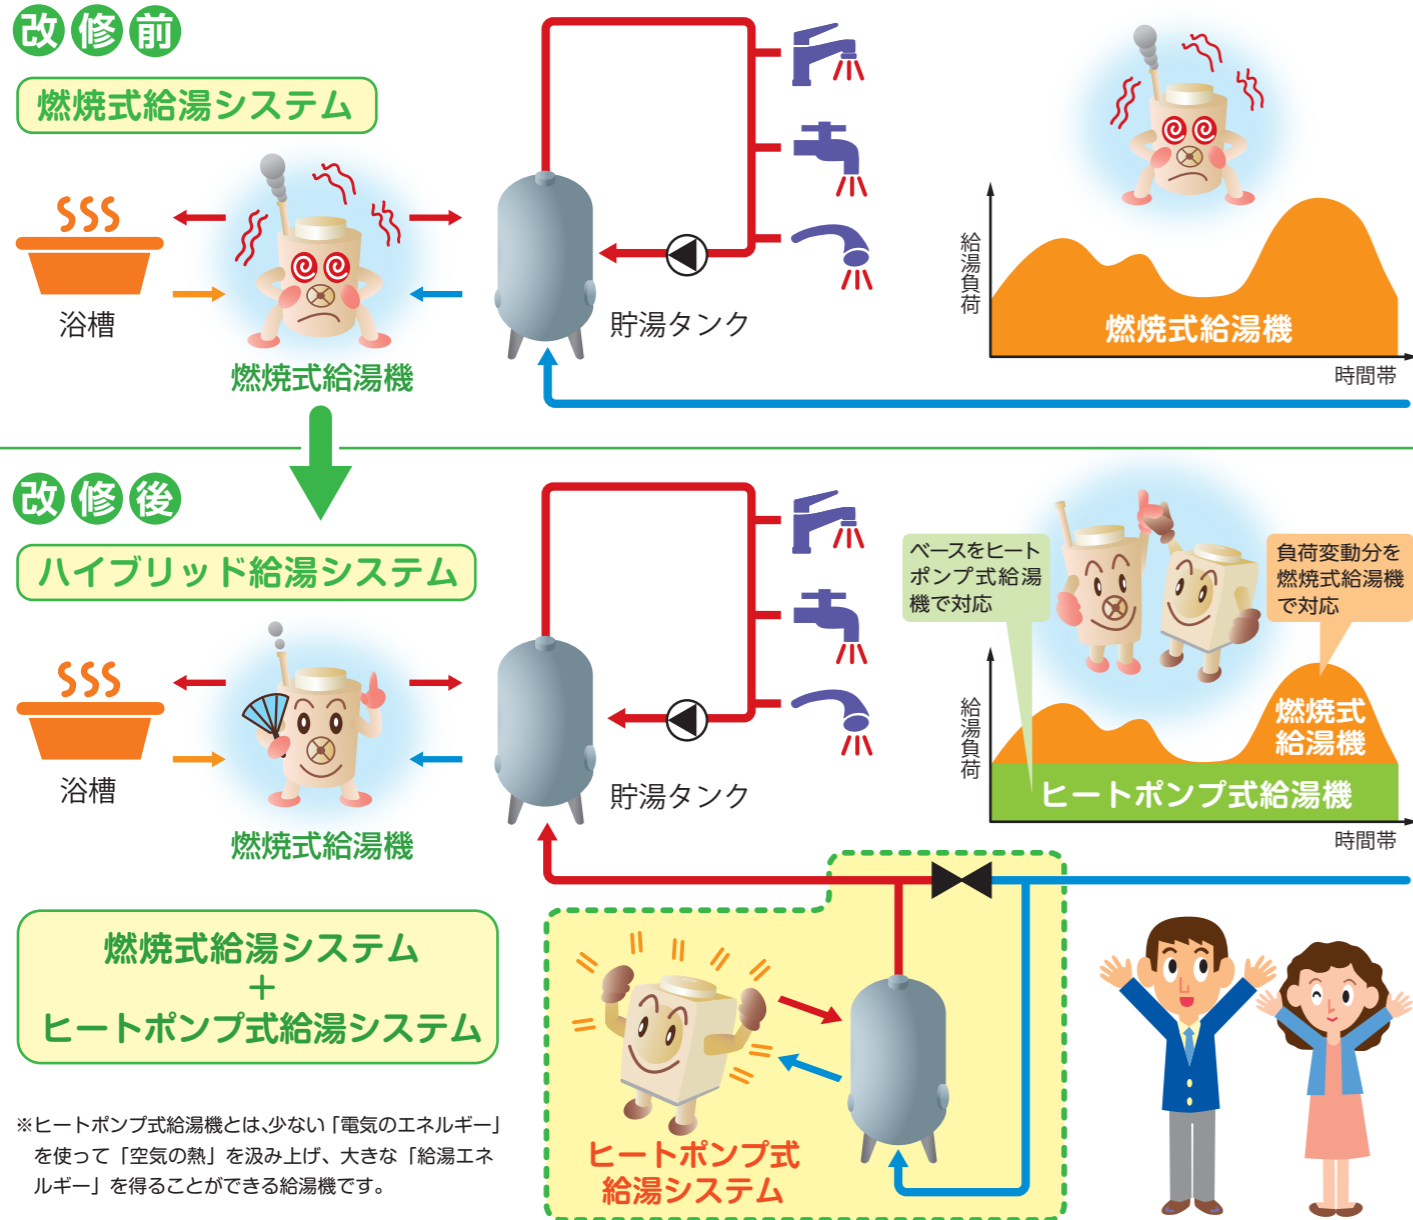 改修前
燃焼式給湯システム
浴槽
燃焼式給湯機
貯湯タンク
給湯負荷
燃焼式給湯機
時間帯
改修後
ハイブリッド給湯システム
浴槽
燃焼式給湯機
貯湯タンク
ベースをヒート
ポンプ式給湯
機で対応
負荷変動分を
燃焼式給湯機
で対応
給湯負荷
燃焼式
給湯機
ヒートポンプ式給湯機
時間帯
燃焼式給湯システム
+
ヒートポンプ式給湯システム
※ヒートポンプ式給湯機とは、少ない「電気のエネルギー」
を使って「空気の熱」を汲み上げ、大きな「給湯エネ
ルギー」を得ることができる給湯機です。
ヒートポンプ式
給湯システム